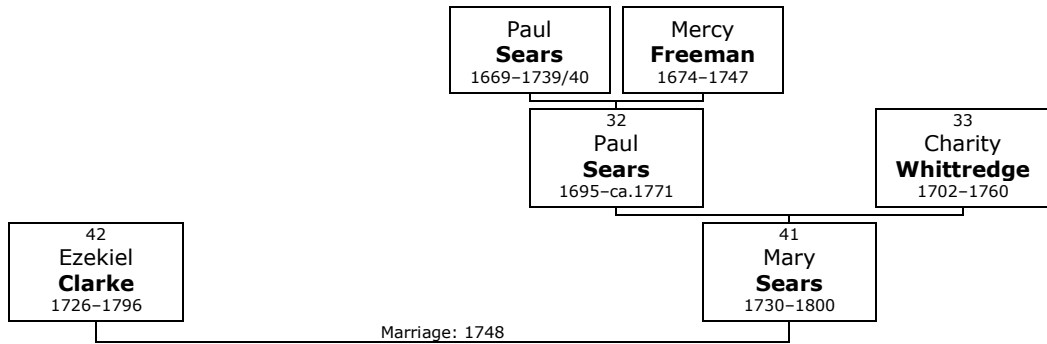 Paul
Sears
1669–1739/40
Mercy
Freeman
1674–1747
32
Paul
Sears
1695–ca.1771
33
Charity
Whittredge
1702–1760
42
Ezekiel
Clarke
1726–1796
41
Mary
Sears
1730–1800
Marriage: 1748